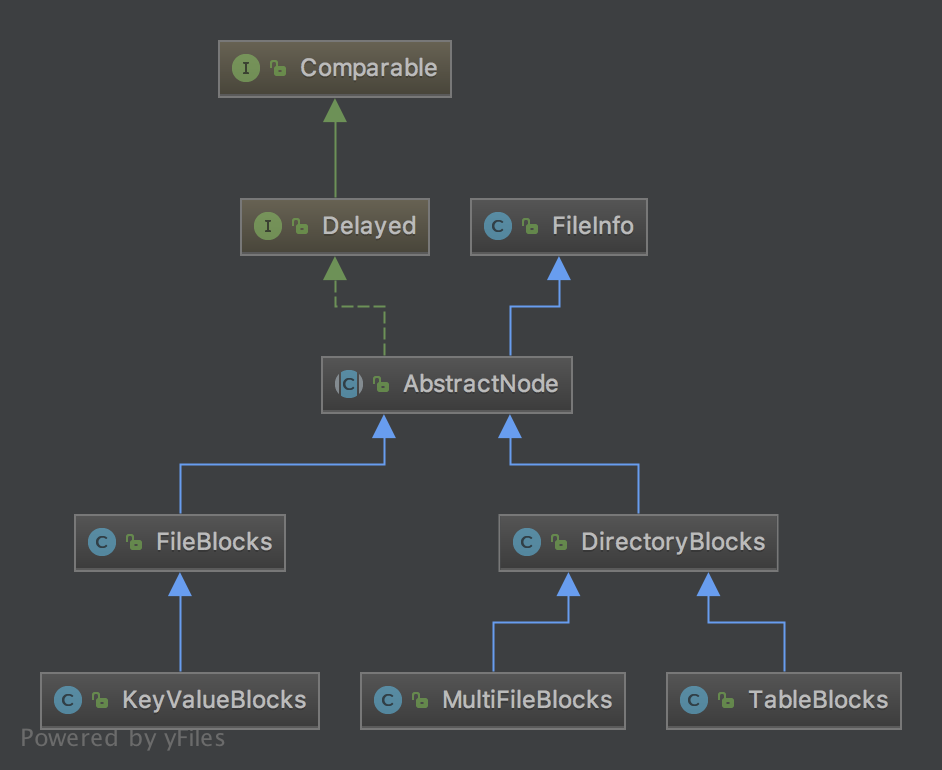 I Comparable
I Delayed
C FileInfo
C AbstractNode
C FileBlocks
C DirectoryBlocks
C KeyValueBlocks
C MultiFileBlocks
C TableBlocks
Powered by yFiles